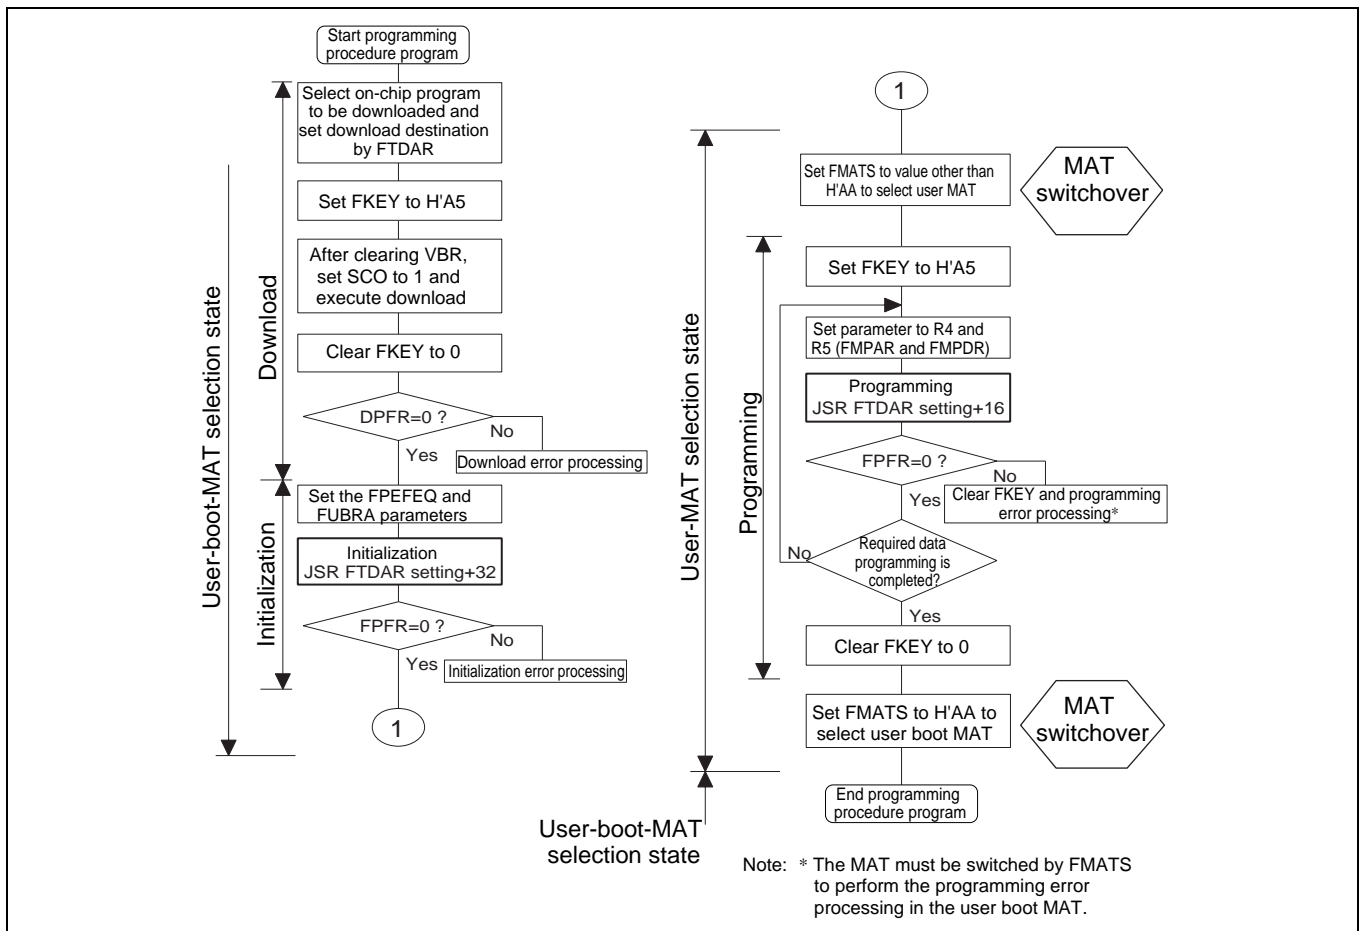 Start programming
procedure program
Select on-chip program
to be downloaded and
set download destination
by FTDAR
Set FKEY to H'A5
After clearing VBR,
set SCO to 1 and
execute download
Clear FKEY to 0
DPFR=0 ?
No
Yes
Download error processing
Set the FPEFEQ and
FUBRA parameters
Initialization
JSR FTDAR setting+32
FPFR=0 ?
No
Yes
Initialization error processing
1
Download
Initialization
User-boot-MAT selection state
1
Set FMATS to value other than
H'AA to select user MAT
MAT
switchover
Set FKEY to H'A5
Set parameter to R4 and
R5 (FMPAR and FMPDR)
Programming
JSR FTDAR setting+16
FPFR=0 ?
No
Yes
Clear FKEY and programming
error processing*
Required data
programming is
completed?
No
Yes
Clear FKEY to 0
Set FMATS to H'AA to
select user boot MAT
MAT
switchover
End programming
procedure program
Programming
User-MAT selection state
User-boot-MAT
selection state
Note: * The MAT must be switched by FMATS
to perform the programming error
processing in the user boot MAT.